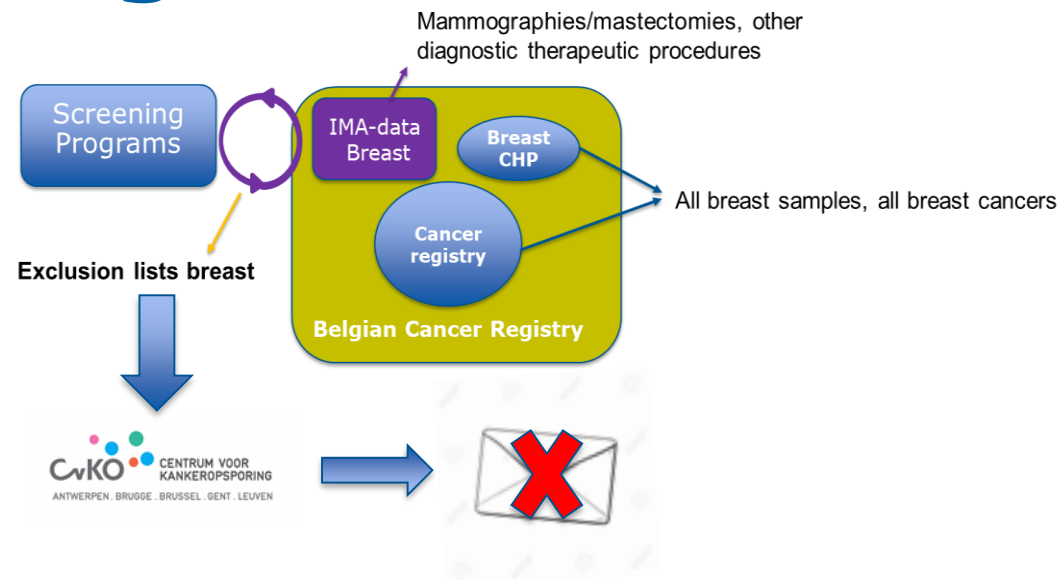 Mammographies/mastectomies, other
diagnostic therapeutic procedures
Screening
Programs
IMA-data
Breast
Breast
CHP
All breast samples, all breast cancers
Cancer
registry
Exclusion lists breast
Belgian Cancer Registry
CvKO CENTRUM VOOR
KANKEROPSPORING
ANTWERPEN . BRUGGE . BRUSSEL . GENT . LEUVEN